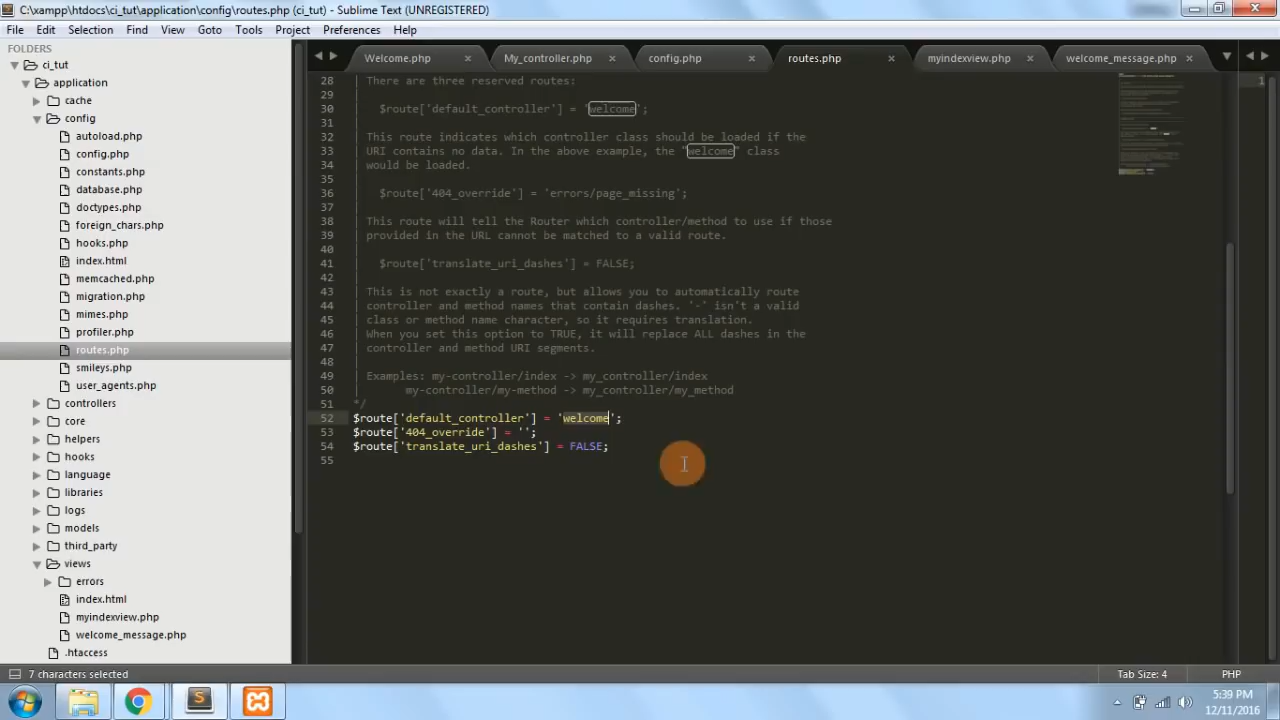 C:\xampp\htdocs\ci_tut\application\config\routes.php (ci_tut) - Sublime Text (UNREGISTERED)
File Edit Selection Find View Goto Tools Project Preferences Help
FOLDERS
ci_tut
application
cache
config
autoload.php
config.php
constants.php
database.php
doctypes.php
foreign_chars.php
hooks.php
index.html
memcached.php
migration.php
mimes.php
profiler.php
routes.php
smileys.php
user_agents.php
controllers
core
helpers
hooks
language
libraries
logs
models
third_party
views
errors
index.html
myindexview.php
welcome_message.php
.htaccess
Welcome.php My_controller.php config.php routes.php myindexview.php welcome_message.php
28 | There are three reserved routes:
29 |
30 | $route['default_controller'] = 'welcome';
31 |
32 | This route indicates which controller class should be loaded if the
33 | URI contains no data. In the above example, the "welcome" class
34 | would be loaded.
35 |
36 | $route['404_override'] = 'errors/page_missing';
37 |
38 | This route will tell the Router which controller/method to use if those
39 | provided in the URL cannot be matched to a valid route.
40 |
41 | $route['translate_uri_dashes'] = FALSE;
42 |
43 | This is not exactly a route, but allows you to automatically route
44 | controller and method names that contain dashes. '-' isn't a valid
45 | class or method name character, so it requires translation.
46 | When you set this option to TRUE, it will replace ALL dashes in the
47 | controller and method URI segments.
48 |
49 | Examples: my-controller/index -> my_controller/index
50 | my-controller/my-method -> my_controller/my_method
51 */
52 $route['default_controller'] = 'welcome';
53 $route['404_override'] = '';
54 $route['translate_uri_dashes'] = FALSE;
55
1
7 characters selected
Tab Size: 4 PHP
5:39 PM
12/11/2016